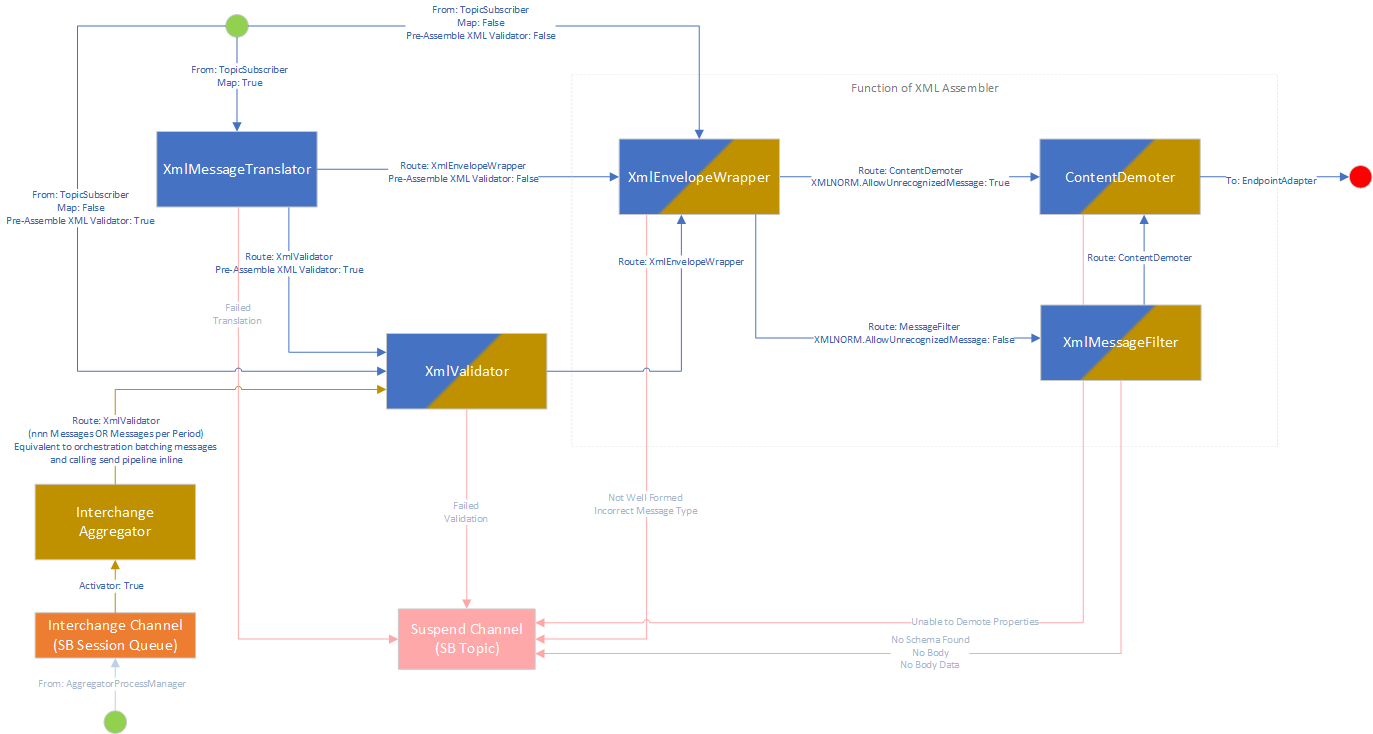 From: TopicSubscriber
Map: False
Pre-Assemble XML Validator: False
From: TopicSubscriber
Map: True
Function of XML Assembler
XmlMessageTranslator
Route: XmlEnvelopeWrapper
Pre-Assemble XML Validator: False
XmlEnvelopeWrapper
Route: ContentDemoter
XMLNORM.AllowUnrecognizedMessage: True
ContentDemoter
To: EndpointAdapter
From: TopicSubscriber
Map: False
Pre-Assemble XML Validator: True
Route: XmlValidator
Pre-Assemble XML Validator: True
Route: XmlEnvelopeWrapper
Route: ContentDemoter
Failed
Translation
Route: MessageFilter
XMLNORM.AllowUnrecognizedMessage: False
XmlMessageFilter
XmlValidator
Route: XmlValidator
(nnn Messages OR Messages per Period)
Equivalent to orchestration batching messages
and calling send pipeline inline
Interchange
Aggregator
Failed
Validation
Not Well Formed
Incorrect Message Type
Activator: True
Interchange Channel
(SB Session Queue)
Suspend Channel
(SB Topic)
Unable to Demote Properties
No Schema Found
No Body
No Body Data
From: AggregatorProcessManager